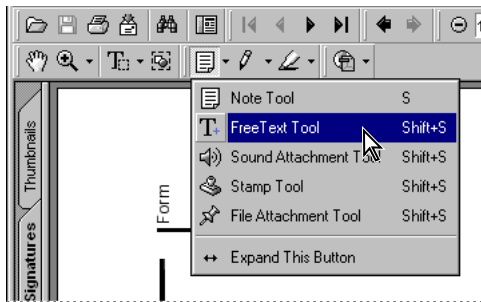 Note Tool S
FreeText Tool Shift+S
Sound Attachment Tool Shift+S
Stamp Tool Shift+S
File Attachment Tool Shift+S
Expand This Button
Thumbnails
Signatures
Form